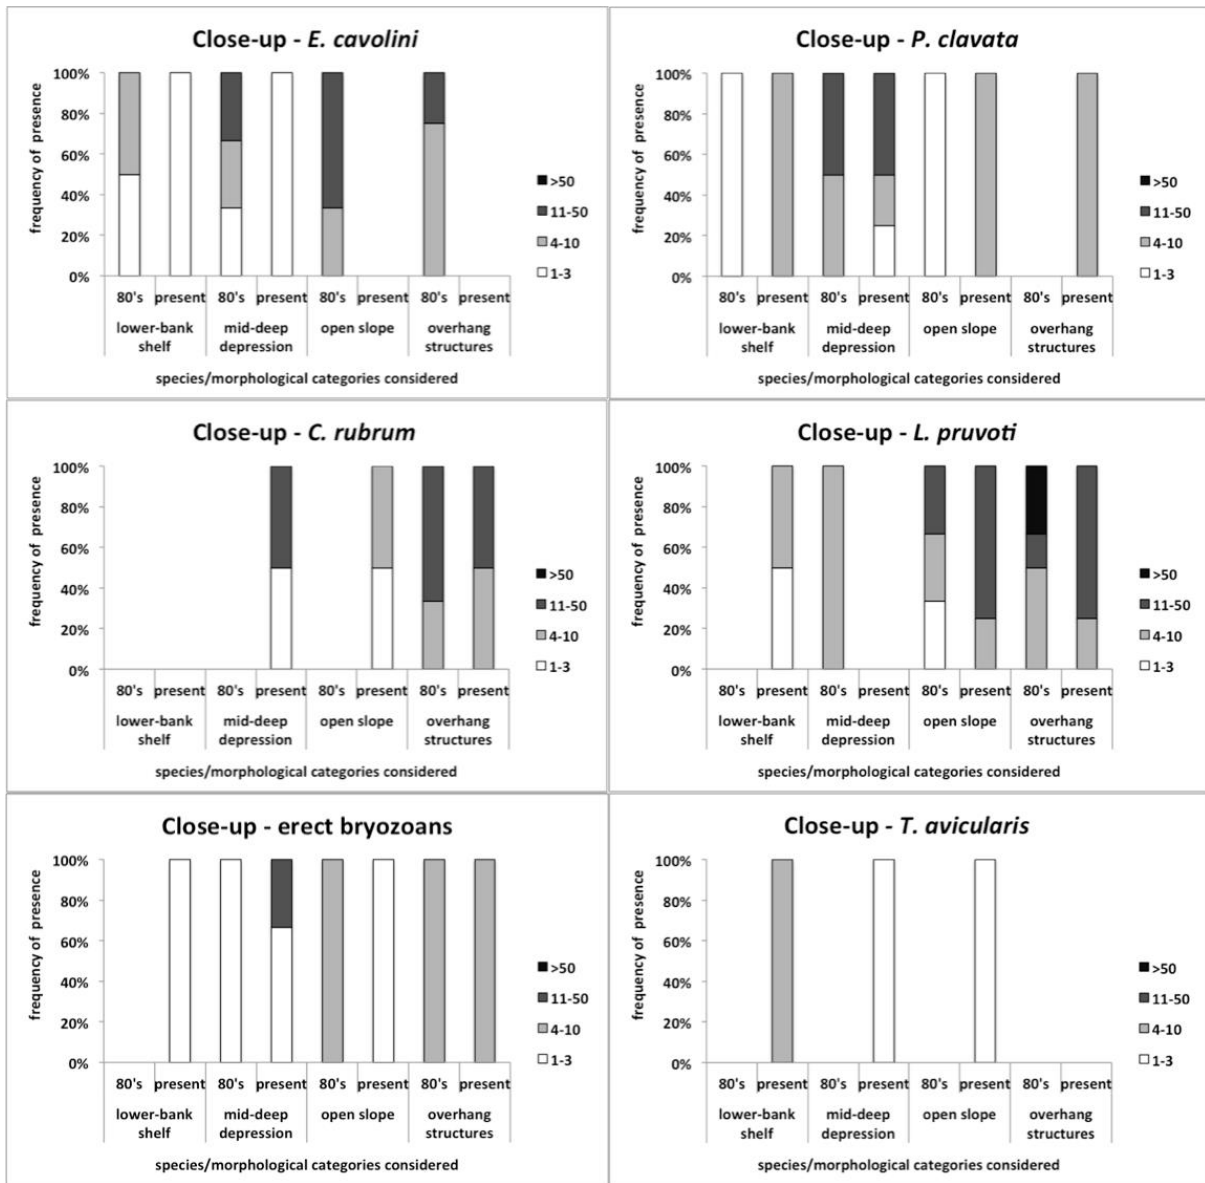 Close-up - E. cavolini
frequency of presence
100%
80%
60%
40%
20%
0%
>50
11-50
4-10
1-3
80's present 80's present 80's present 80's present
lower-bank mid-deep open slope overhang
shelf depression structures
species/morphological categories considered
Close-up - P. clavata
frequency of presence
100%
80%
60%
40%
20%
0%
>50
11-50
4-10
1-3
80's present 80's present 80's present 80's present
lower-bank mid-deep open slope overhang
shelf depression structures
species/morphological categories considered
Close-up - C. rubrum
frequency of presence
100%
80%
60%
40%
20%
0%
>50
11-50
4-10
1-3
80's present 80's present 80's present 80's present
lower-bank mid-deep open slope overhang
shelf depression structures
species/morphological categories considered
Close-up - L. pruvoti
frequency of presence
100%
80%
60%
40%
20%
0%
>50
11-50
4-10
1-3
80's present 80's present 80's present 80's present
lower-bank mid-deep open slope overhang
shelf depression structures
species/morphological categories considered
Close-up - erect bryozoans
frequency of presence
100%
80%
60%
40%
20%
0%
>50
11-50
4-10
1-3
80's present 80's present 80's present 80's present
lower-bank mid-deep open slope overhang
shelf depression structures
species/morphological categories considered
Close-up - T. avicularis
frequency of presence
100%
80%
60%
40%
20%
0%
>50
11-50
4-10
1-3
80's present 80's present 80's present 80's present
lower-bank mid-deep open slope overhang
shelf depression structures
species/morphological categories considered